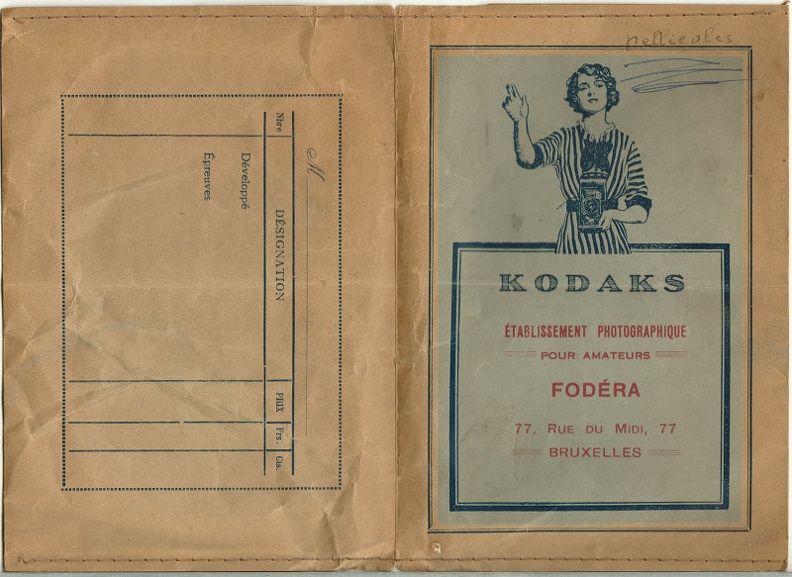 Nbre DÉSIGNATION PRIX Frs. Cts.
Développé
Épreuves
M
pellicules
KODAKS
ÉTABLISSEMENT PHOTOGRAPHIQUE
POUR AMATEURS
FODÉRA
77, RUE DU MIDI, 77
BRUXELLES